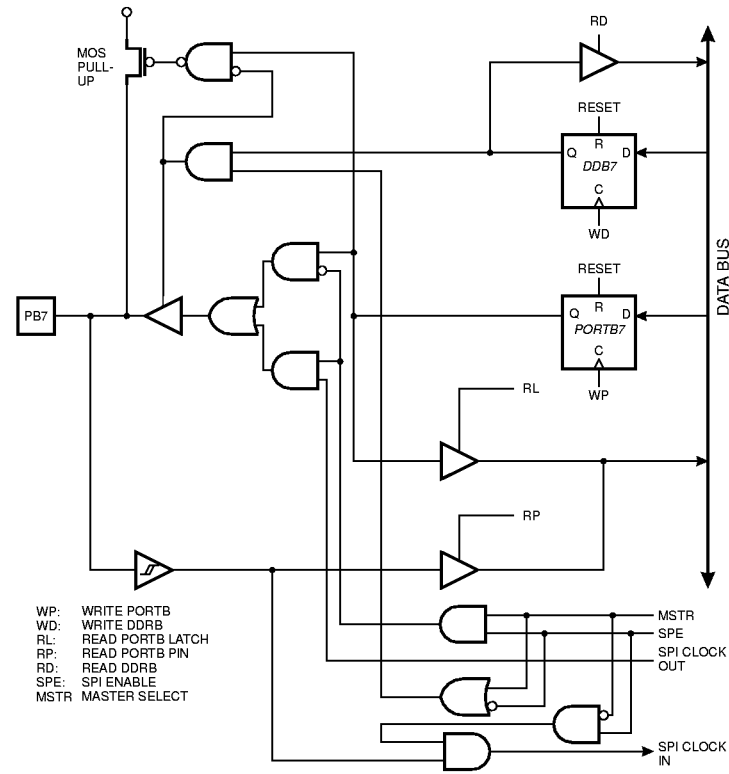 RD
MOS
PULL-
UP
RESET
R
Q
D
DDB7
C
WD
DATA BUS
RESET
PB7
R
Q
D
PORTB7
C
WP
RL
RP
WP: WRITE PORTB
WD: WRITE DDRB
RL: READ PORTB LATCH
RP: READ PORTB PIN
RD: READ DDRB
SPE: SPI ENABLE
MSTR MASTER SELECT
MSTR
SPE
SPI CLOCK
OUT
SPI CLOCK
IN